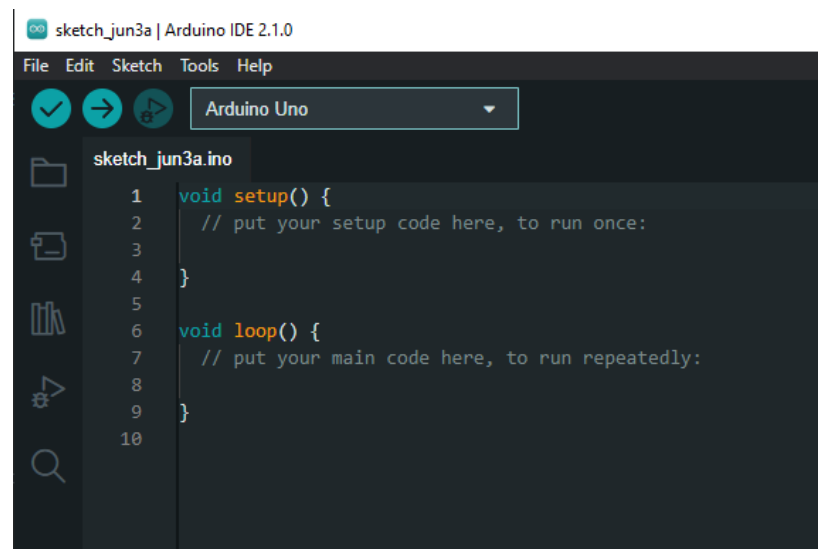 sketch_jun3a | Arduino IDE 2.1.0
File Edit Sketch Tools Help
Arduino Uno
sketch_jun3a.ino
1 void setup() {
2 // put your setup code here, to run once:
3
4 }
5
6 void loop() {
7 // put your main code here, to run repeatedly:
8
9 }
10